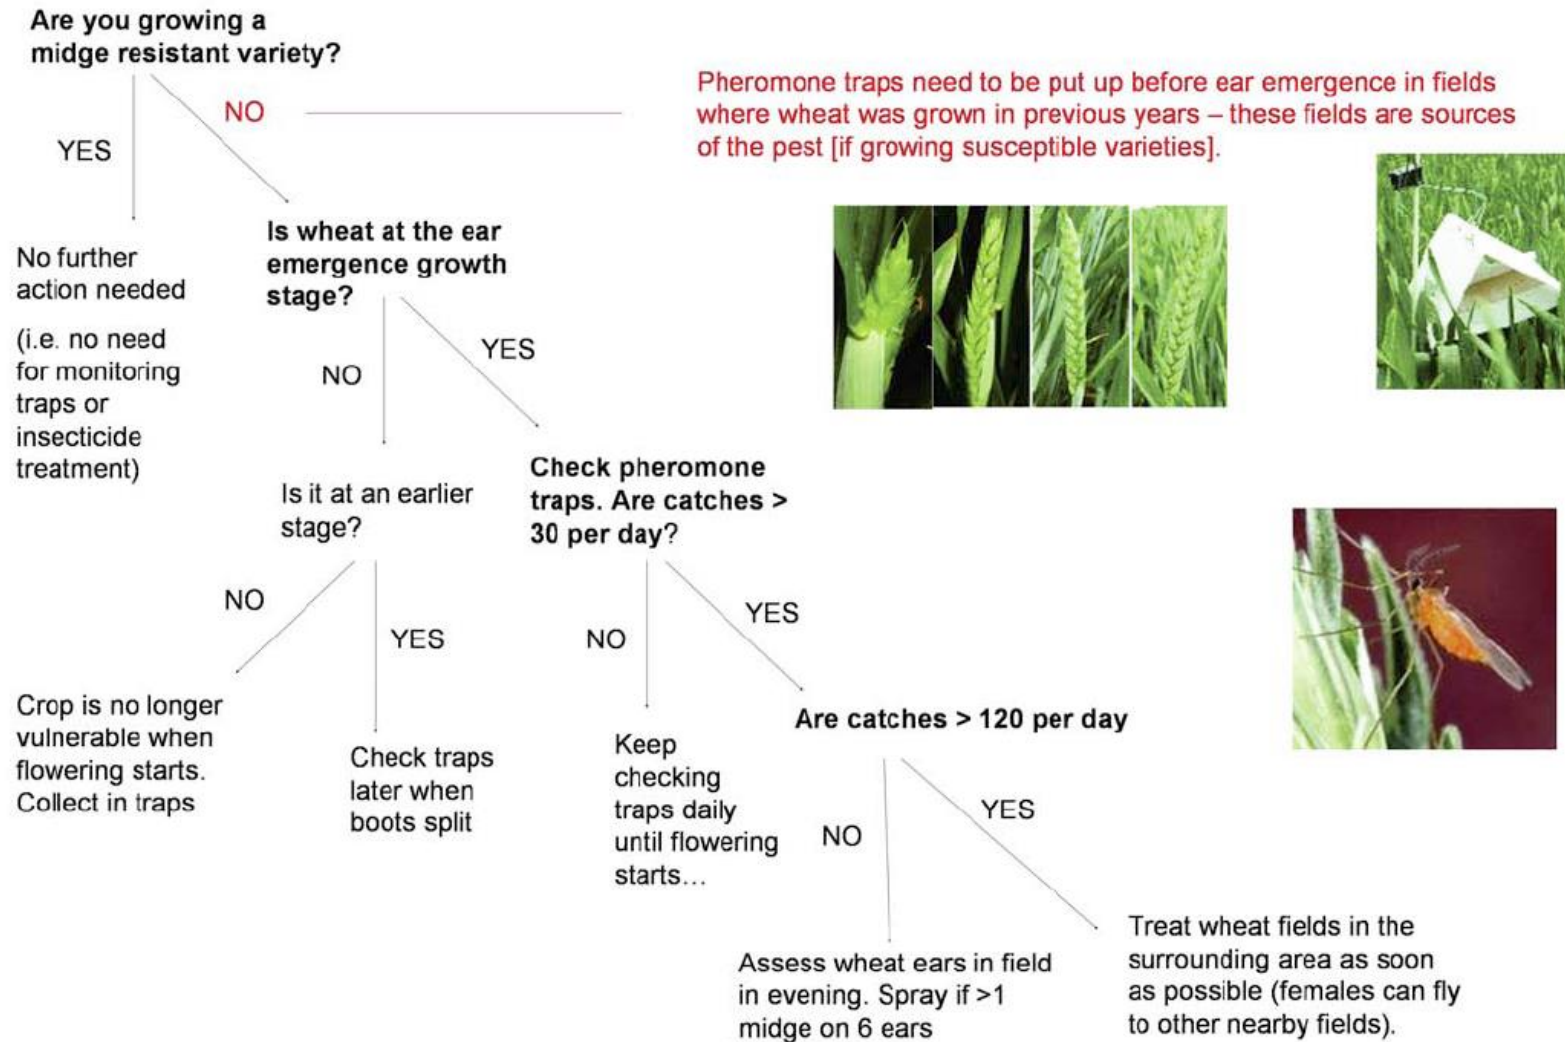 Are you growing a
midge resistant variety?
NO
YES
Pheromone traps need to be put up before ear emergence in fields
where wheat was grown in previous years – these fields are sources
of the pest [if growing susceptible varieties].
No further
action needed
(i.e. no need
for monitoring
traps or
insecticide
treatment)
Is wheat at the ear
emergence growth
stage?
NO
YES
Is it at an earlier
stage?
Check pheromone
traps. Are catches >
30 per day?
NO
YES
NO
YES
Crop is no longer
vulnerable when
flowering starts.
Collect in traps
Check traps
later when
boots split
Keep
checking
traps daily
until flowering
starts...
Are catches > 120 per day
NO
YES
Assess wheat ears in field
in evening. Spray if >1
midge on 6 ears
Treat wheat fields in the
surrounding area as soon
as possible (females can fly
to other nearby fields).